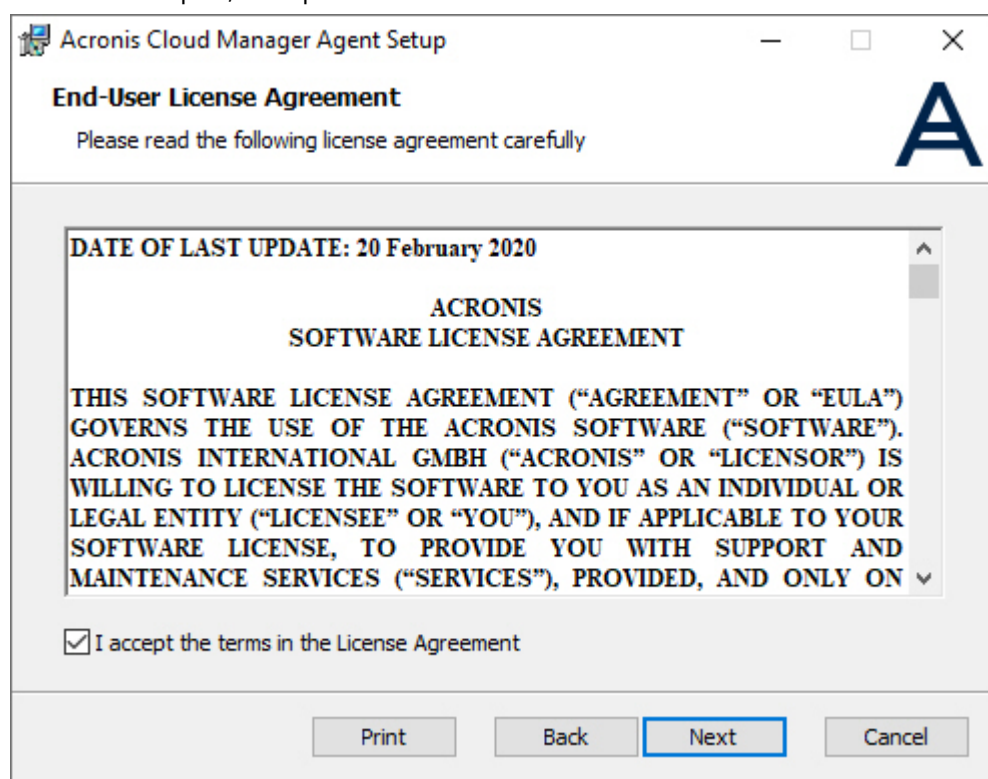 Acronis Cloud Manager Agent Setup
End-User License Agreement
Please read the following license agreement carefully
DATE OF LAST UPDATE: 20 February 2020
ACRONIS
SOFTWARE LICENSE AGREEMENT
THIS SOFTWARE LICENSE AGREEMENT (“AGREEMENT” OR “EULA”)
GOVERNS THE USE OF THE ACRONIS SOFTWARE (“SOFTWARE”).
ACRONIS INTERNATIONAL GMBH (“ACRONIS” OR “LICENSOR”) IS
WILLING TO LICENSE THE SOFTWARE TO YOU AS AN INDIVIDUAL OR
LEGAL ENTITY (“LICENSEE” OR “YOU”), AND IF APPLICABLE TO YOUR
SOFTWARE LICENSE, TO PROVIDE YOU WITH SUPPORT AND
MAINTENANCE SERVICES (“SERVICES”), PROVIDED, AND ONLY ON
I accept the terms in the License Agreement
Print Back Next Cancel